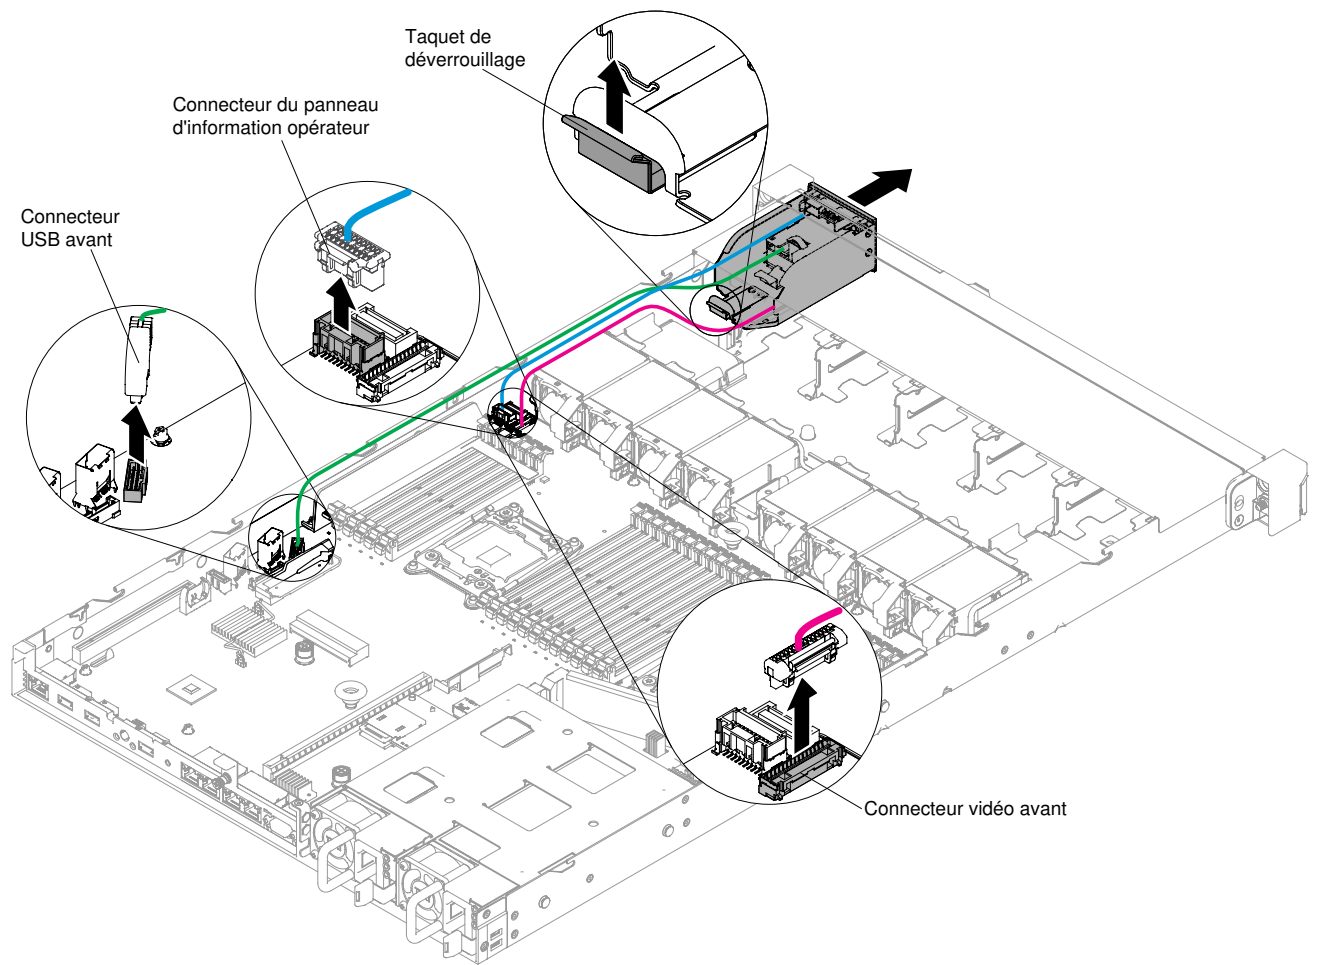 Taquet de
déverrouillage
Connecteur du panneau
d'information opérateur
Connecteur
USB avant
Connecteur vidéo avant